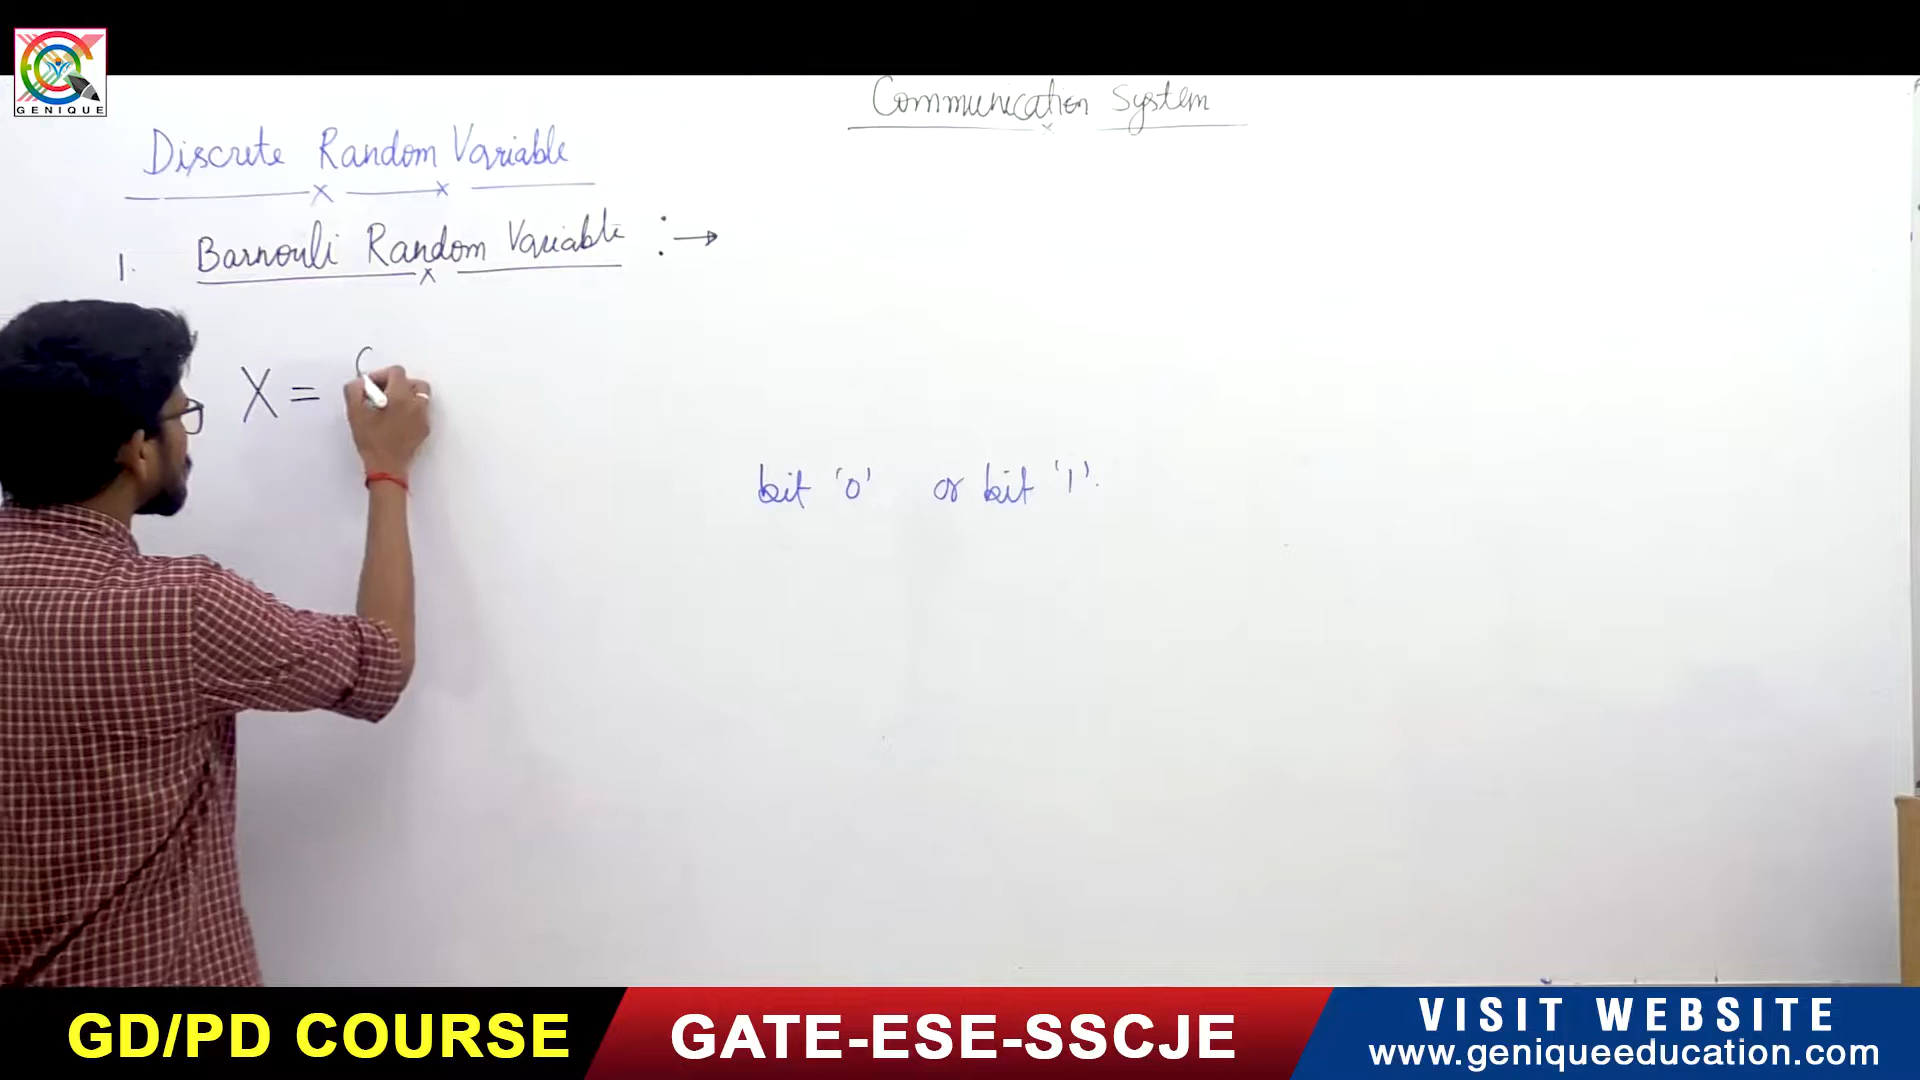 GENIQUE
Communication System
Discrete Random Variable
1. Barnouli Random Variable :→
X =
bit '0' or bit '1'.
GD/PD COURSE
GATE-ESE-SSCJE
VISIT WEBSITE
www.geniqueeducation.com